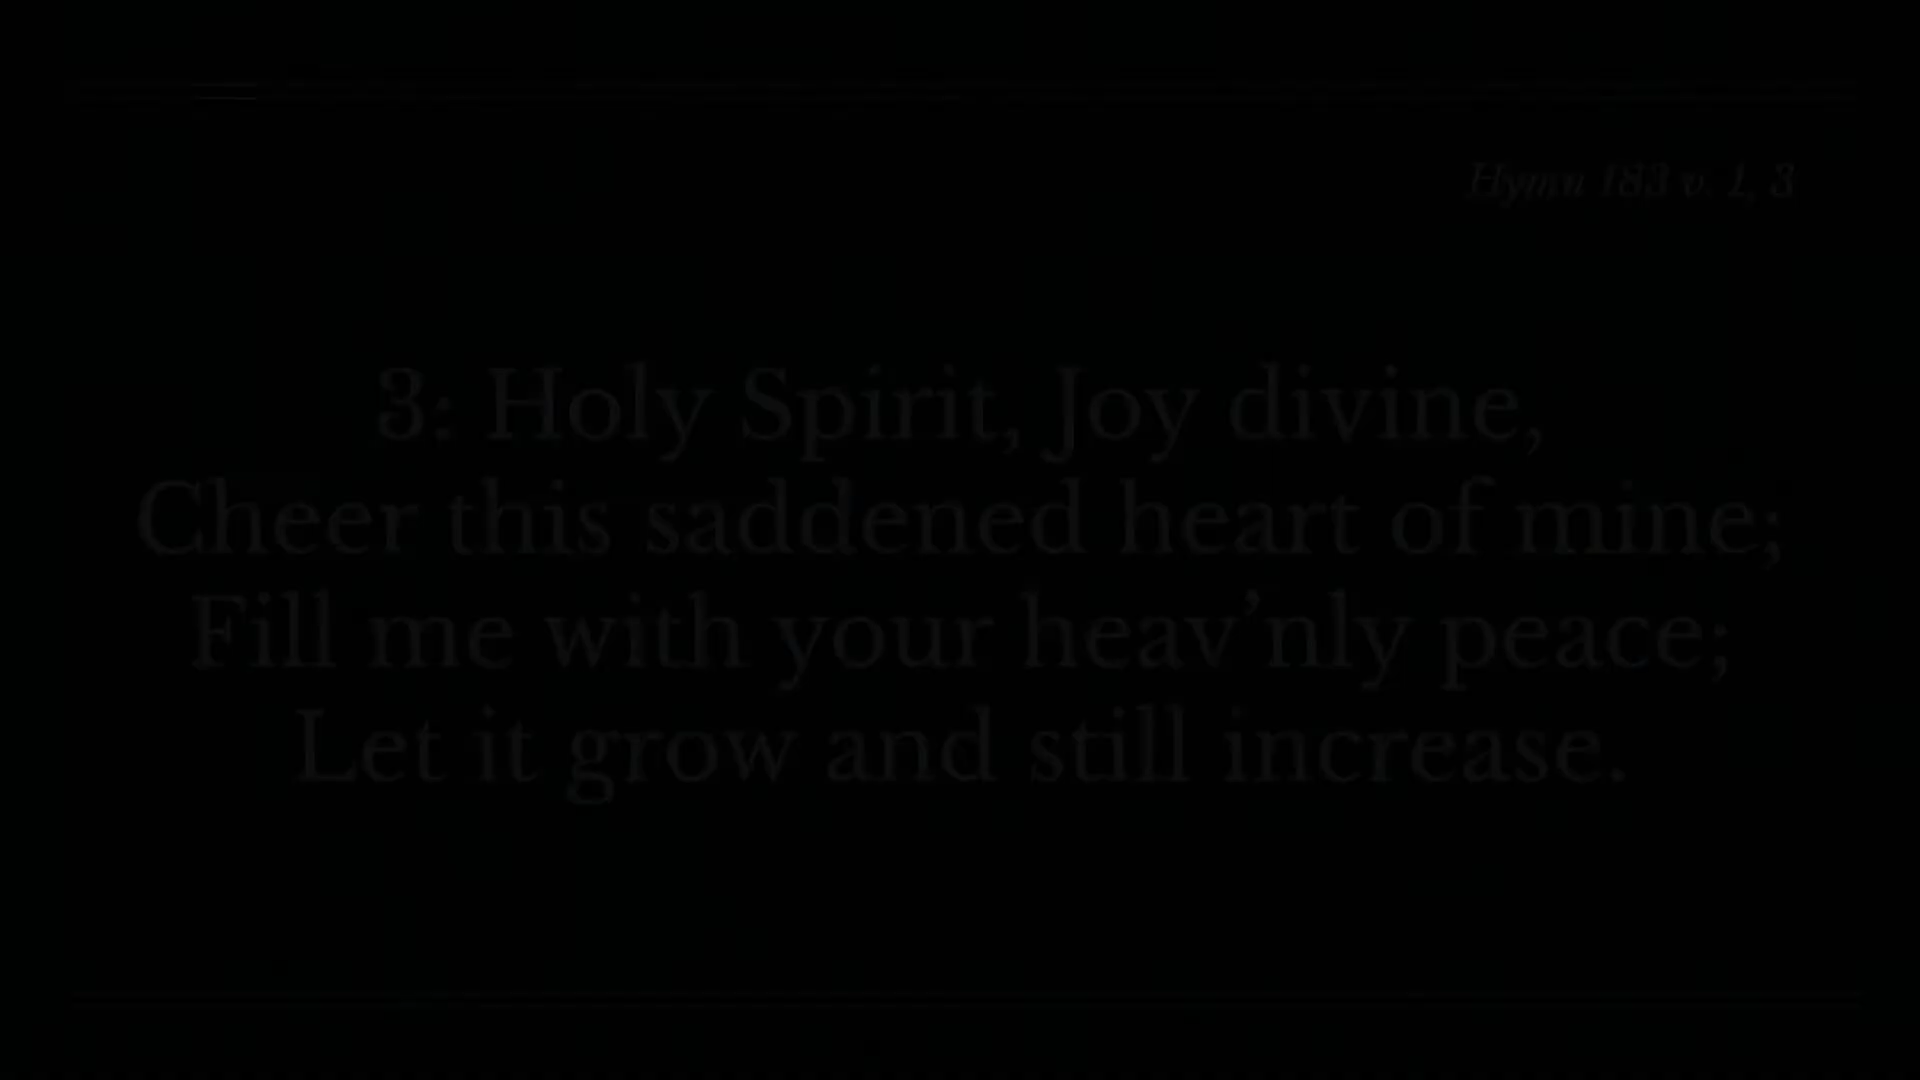 Hymn 183 v. 1, 3
3: Holy Spirit, Joy divine,
Cheer this saddened heart of mine;
Fill me with your heav’nly peace;
Let it grow and still increase.